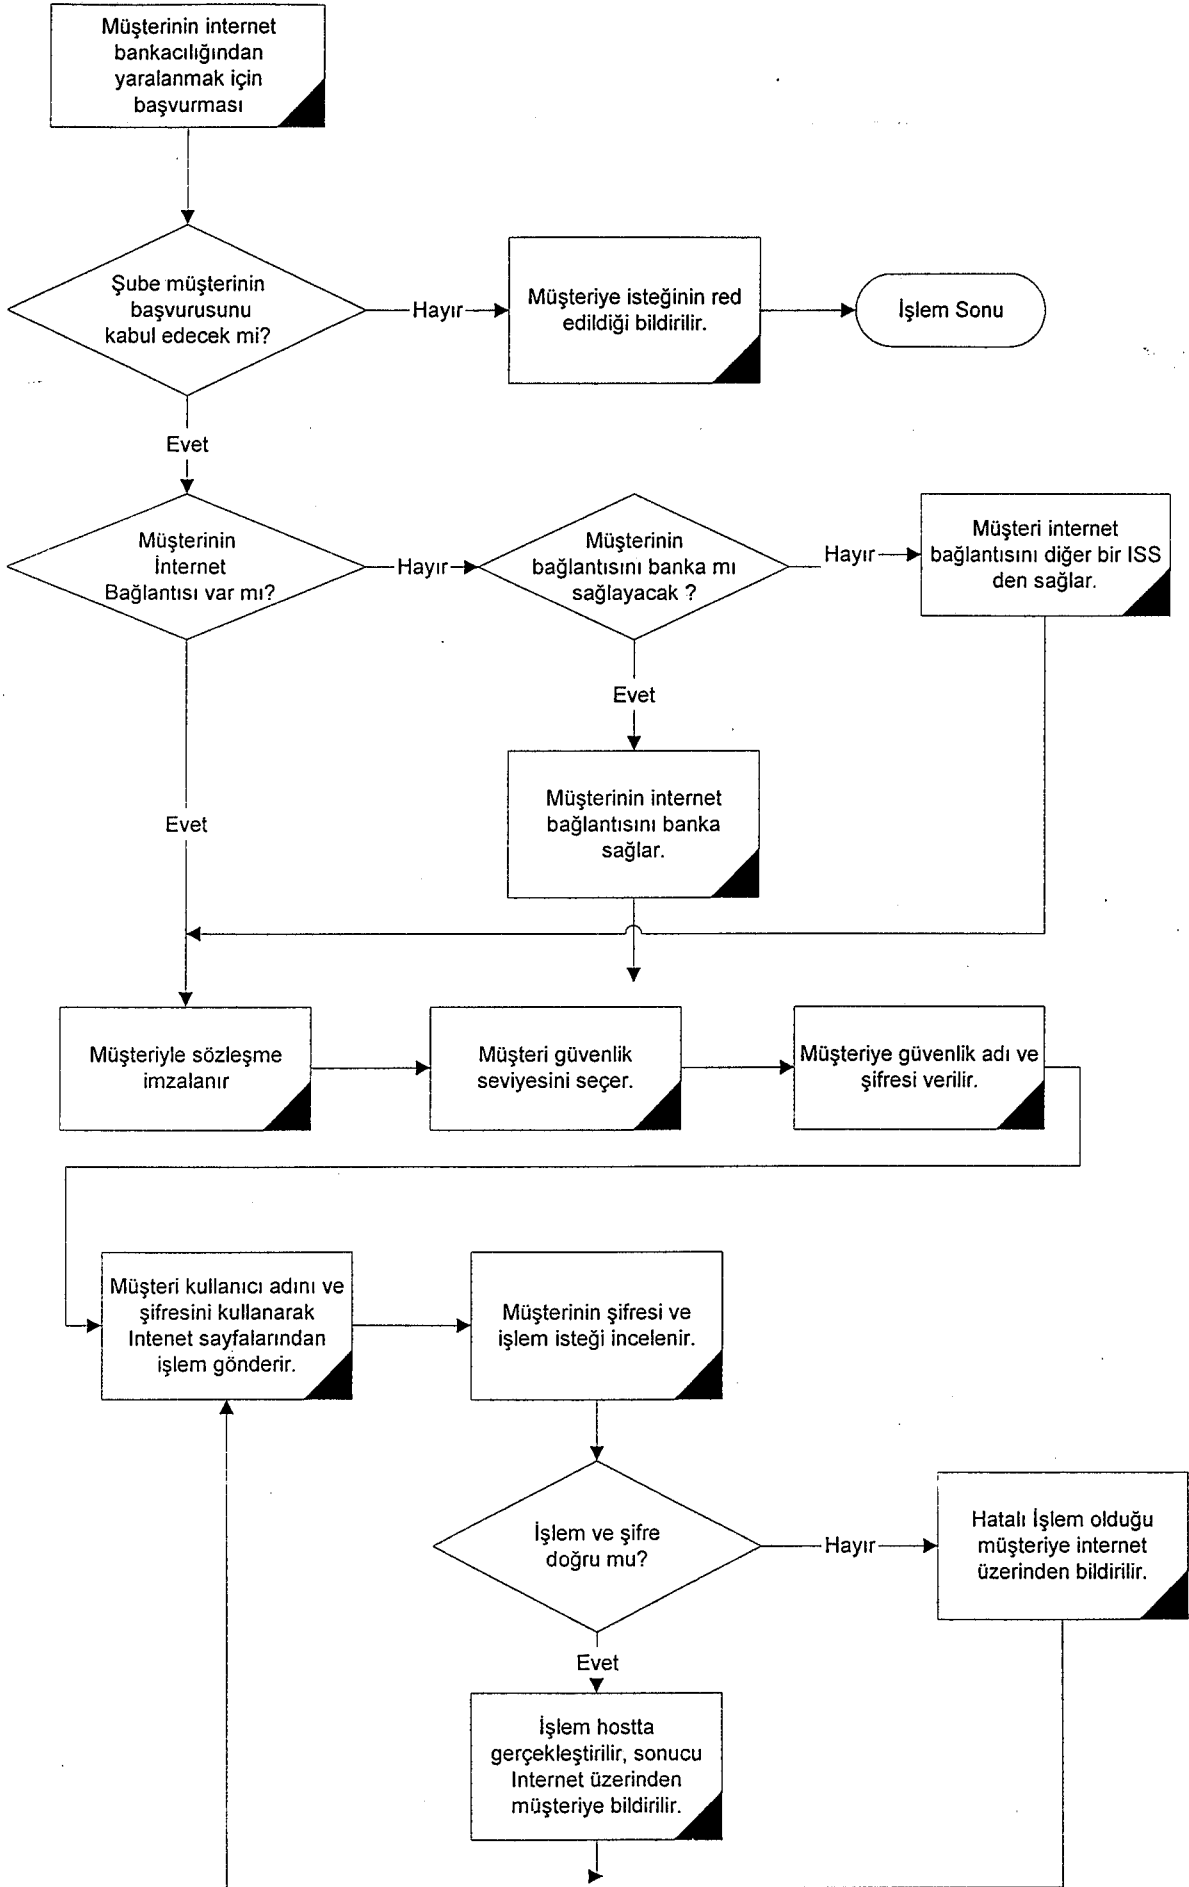 Müşterinin internet
bankacılığından
yaralanmak için
başvurması
Şube müşterinin
başvurusunu
kabul edecek mi?
Hayır
Müşteriye isteğinin red
edildiği bildirilir.
İşlem Sonu
Evet
Müşterinin
İnternet
Bağlantısı var mı?
Hayır
Müşterinin
bağlantısını banka mı
sağlayacak ?
Hayır
Müşteri internet
bağlantısını diğer bir ISS
den sağlar.
Evet
Müşterinin internet
bağlantısını banka
sağlar.
Evet
Müşteriyle sözleşme
imzalanır
Müşteri güvenlik
seviyesini seçer.
Müşteriye güvenlik adı ve
şifresi verilir.
Müşteri kullanıcı adını ve
şifresini kullanarak
Intenet sayfalarından
işlem gönderir.
Müşterinin şifresi ve
işlem isteği incelenir.
İşlem ve şifre
doğru mu?
Hayır
Hatalı İşlem olduğu
müşteriye internet
üzerinden bildirilir.
Evet
İşlem hostta
gerçekleştirilir, sonucu
Internet üzerinden
müşteriye bildirilir.